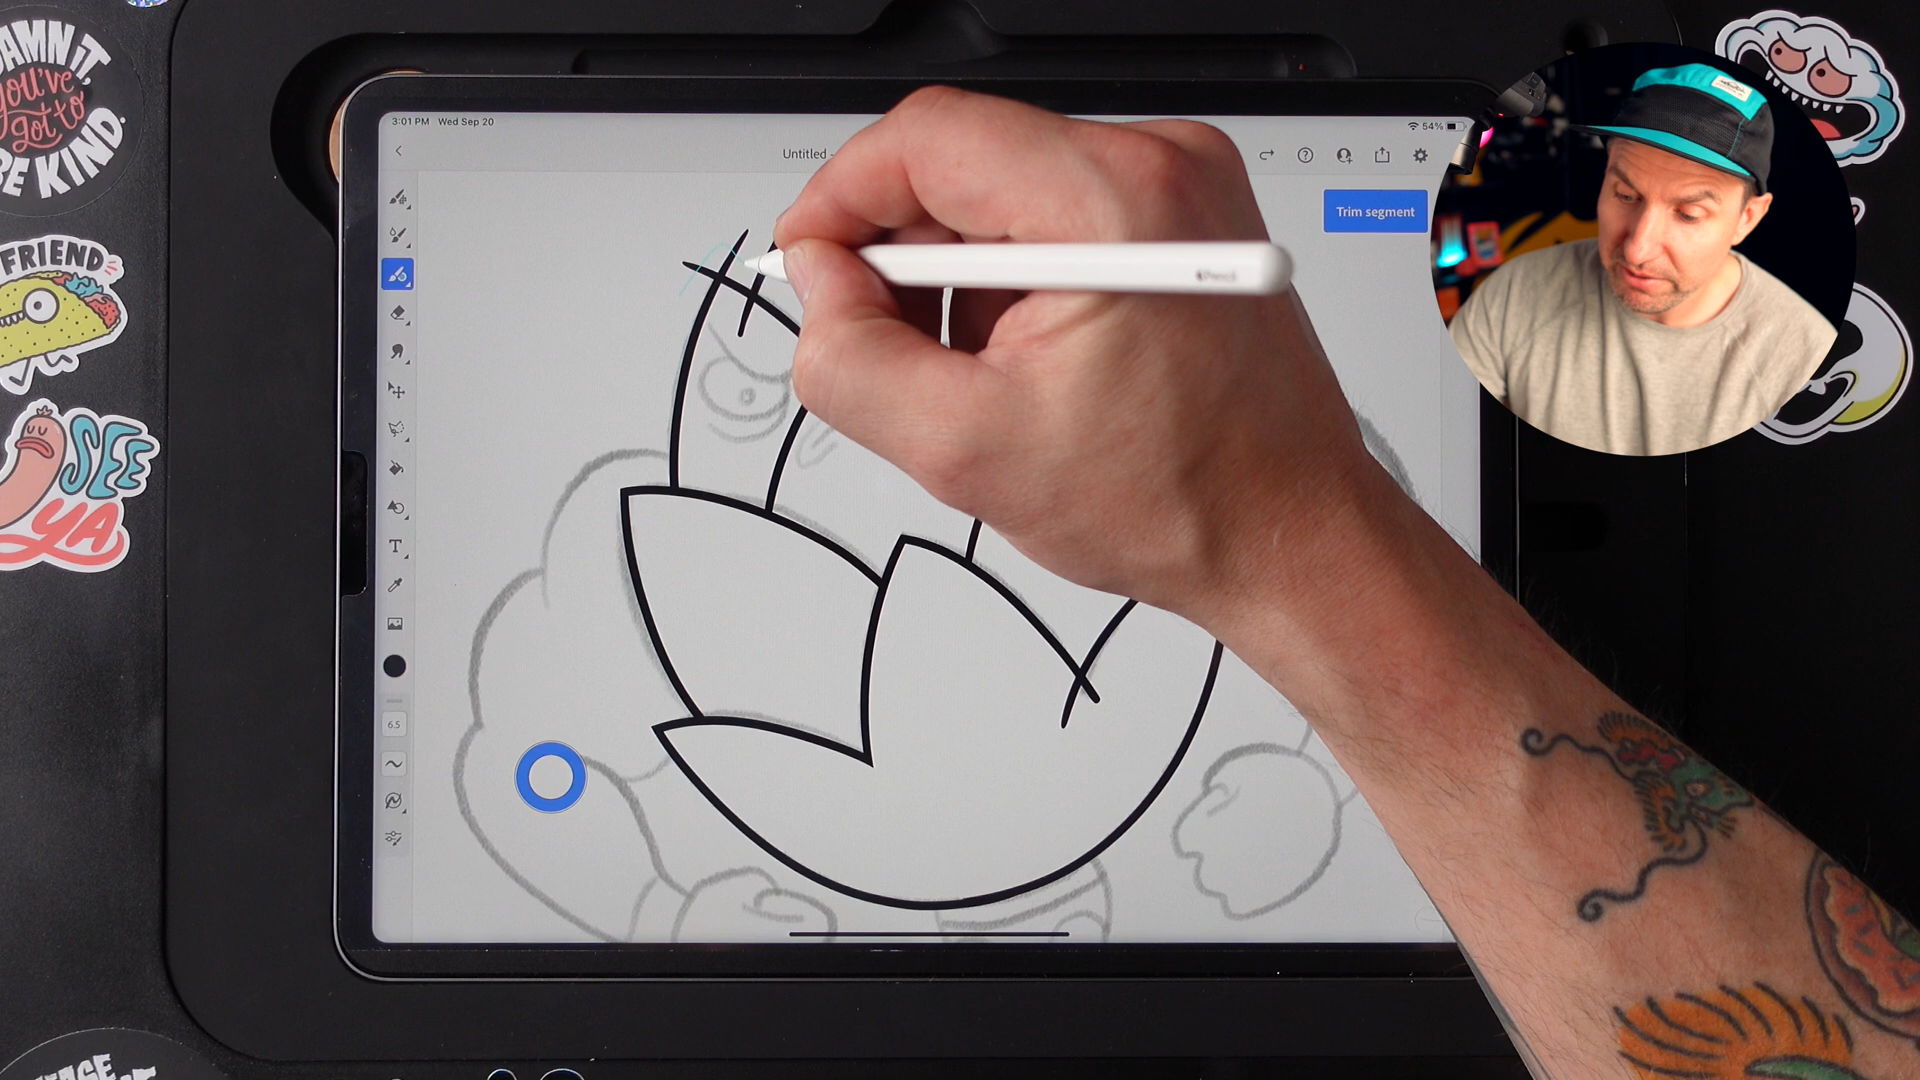 DAMN IT,
you've
got to
BE KIND.
FRIEND
SEE
YA
3:01 PM Wed Sep 20
54%
Untitled -
Trim segment
T
6.5